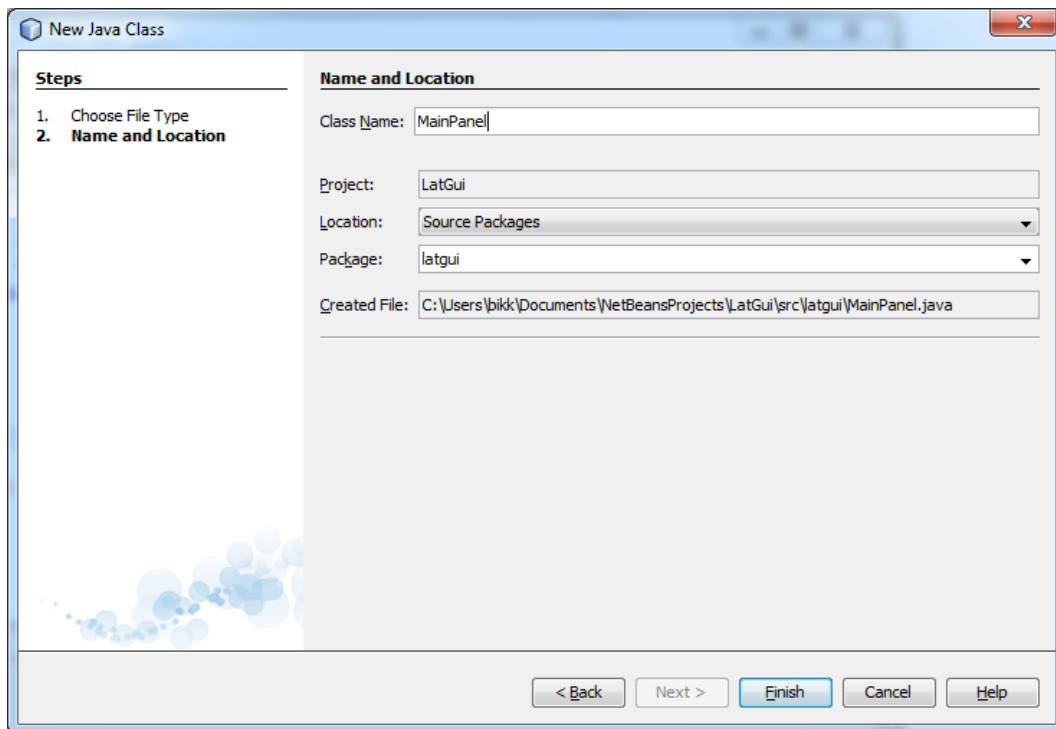 New Java Class
X
Steps
1. Choose File Type
2. Name and Location
Name and Location
Class Name: MainPanel
Project: LatGui
Location: Source Packages
Package: latgui
Created File: C:\Users\bikk\Documents\NetBeansProjects\LatGui\src\latgui\MainPanel.java
< Back Next > Finish Cancel Help